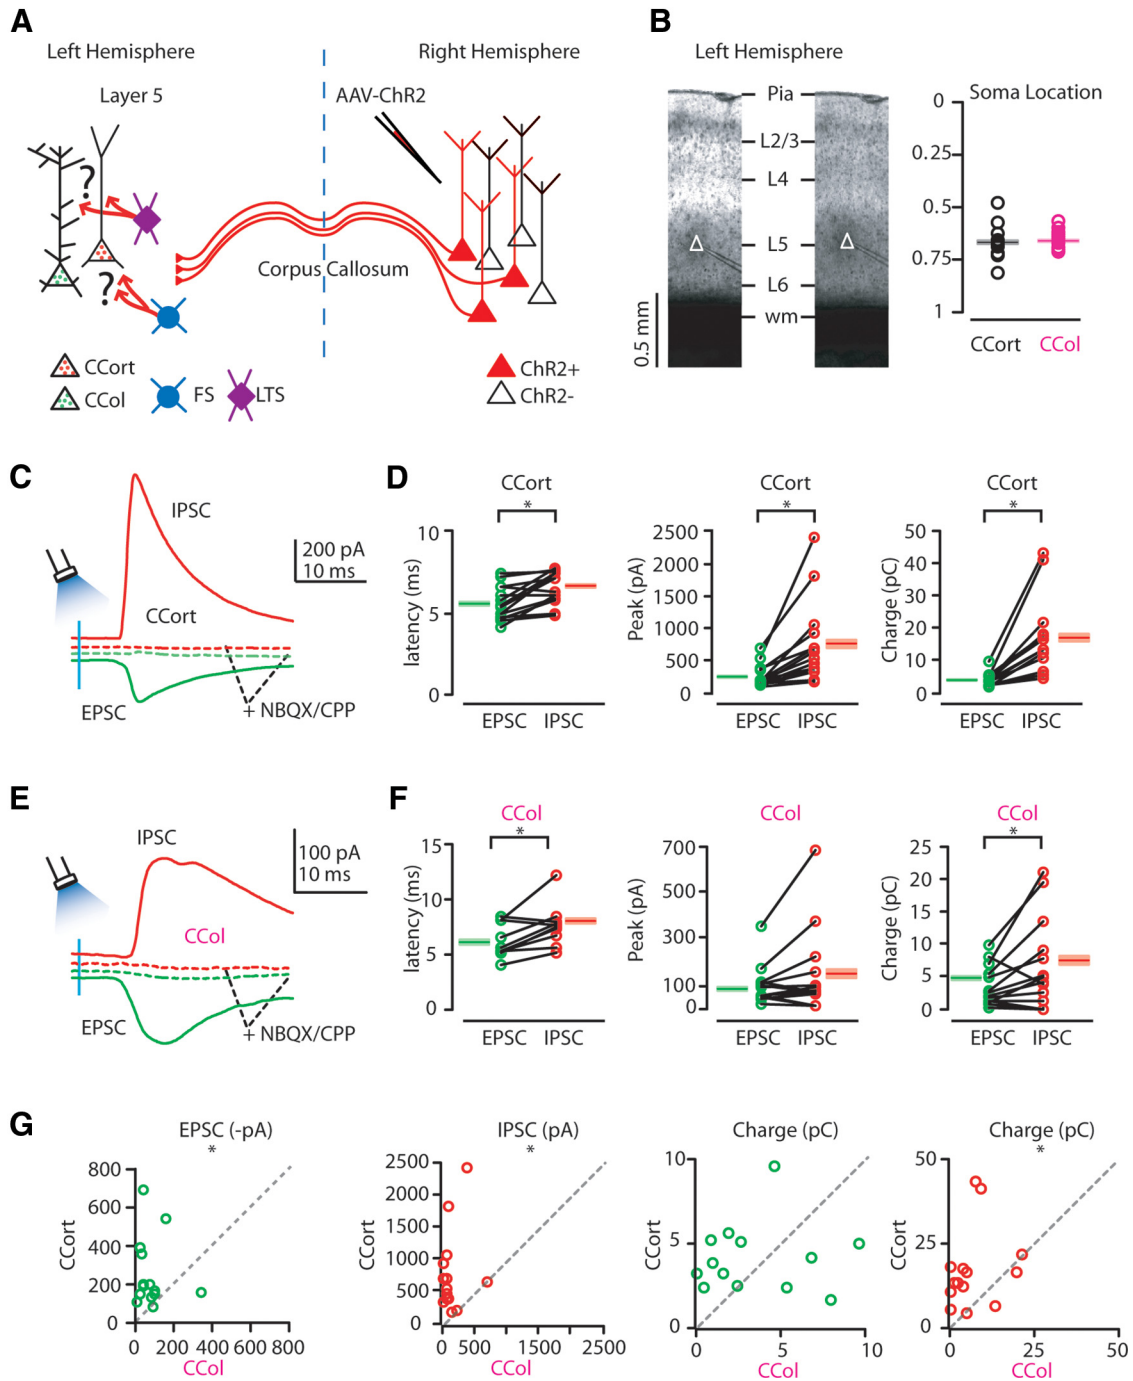 A
Left Hemisphere
Right Hemisphere
Layer 5
AAV-ChR2
?
?
Corpus Callosum
CCort
CCol
FS
LTS
ChR2+
ChR2-
B
Left Hemisphere
Pia
L2/3
L4
L5
L6
wm
0.5 mm
Soma Location
0
0.25
0.5
0.75
1
CCort
CCol
C
IPSC
200 pA
10 ms
CCort
EPSC
+ NBQX/CPP
D
CCort
*
latency (ms)
10
5
0
EPSC IPSC
CCort
*
Peak (pA)
2500
2000
1500
1000
500
0
EPSC IPSC
CCort
*
Charge (pC)
50
40
30
20
10
0
EPSC IPSC
E
IPSC
100 pA
10 ms
CCol
EPSC
+ NBQX/CPP
F
CCol
*
latency (ms)
15
10
5
0
EPSC IPSC
CCol
Peak (pA)
700
500
300
100
0
EPSC IPSC
CCol
*
Charge (pC)
25
20
15
10
5
0
EPSC IPSC
G
EPSC (-pA)
*
CCort
800
600
400
200
0
0 200 400 600 800
CCol
IPSC (pA)
*
CCort
2500
2000
1500
1000
500
0
0 500 1500 2500
CCol
Charge (pC)
CCort
10
5
0
0 5 10
CCol
Charge (pC)
*
CCort
50
25
0
0 25 50
CCol